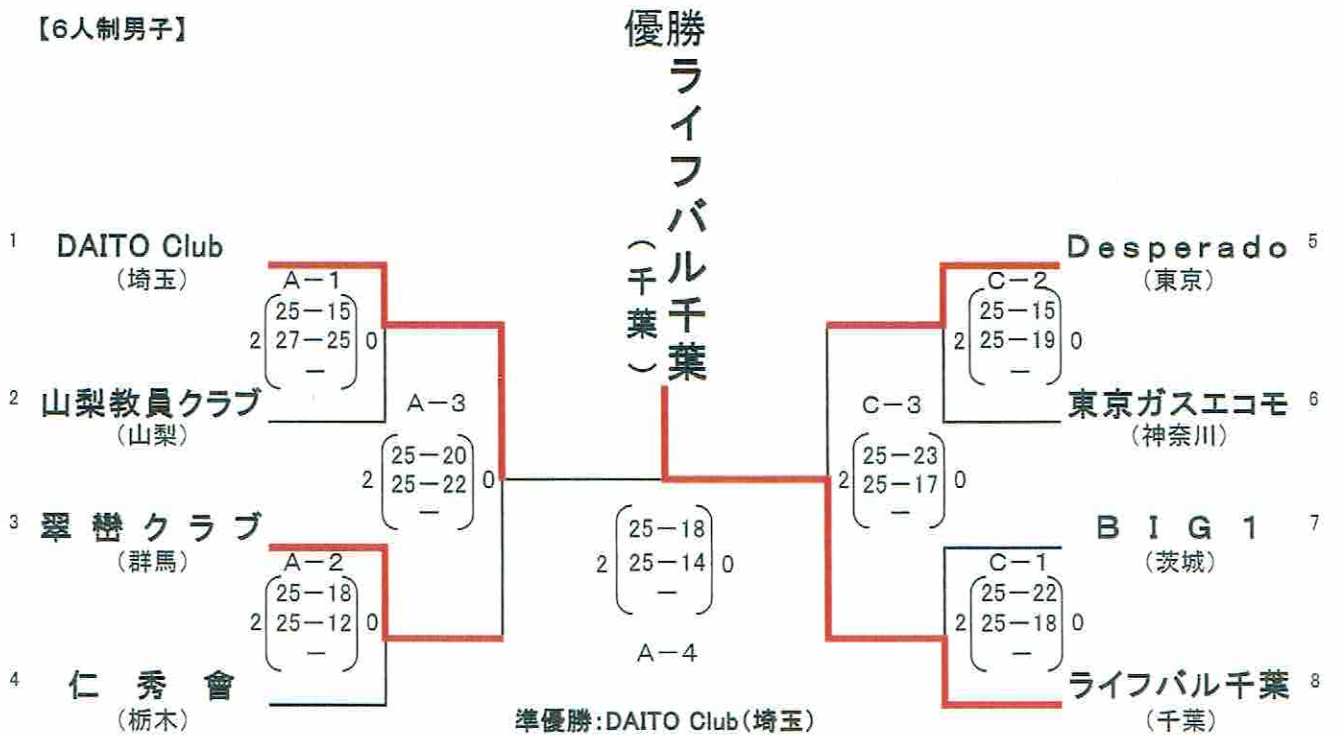 【6人制男子】
優勝
ライフバル千葉
(千葉)
1 DAITO Club
(埼玉)
A-1
25-15
2 27-25 0
-
2 山梨教員クラブ
(山梨)
A-3
25-20
2 25-22 0
-
3 翠巒クラブ
(群馬)
A-2
25-18
2 25-12 0
-
4 仁秀會
(栃木)
Desperado 5
(東京)
C-2
25-15
2 25-19 0
-
東京ガスエコモ 6
(神奈川)
C-3
25-23
2 25-17 0
-
BIG1 7
(茨城)
C-1
25-22
2 25-18 0
-
ライフバル千葉 8
(千葉)
25-18
2 25-14 0
-
A-4
準優勝:DAITO Club(埼玉)